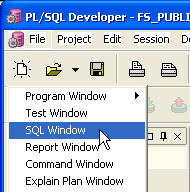 PL/SQL Developer - FS_PUBLI
File Project Edit Session D
Program Window
Test Window
SQL Window
Report Window
Command Window
Explain Plan Window